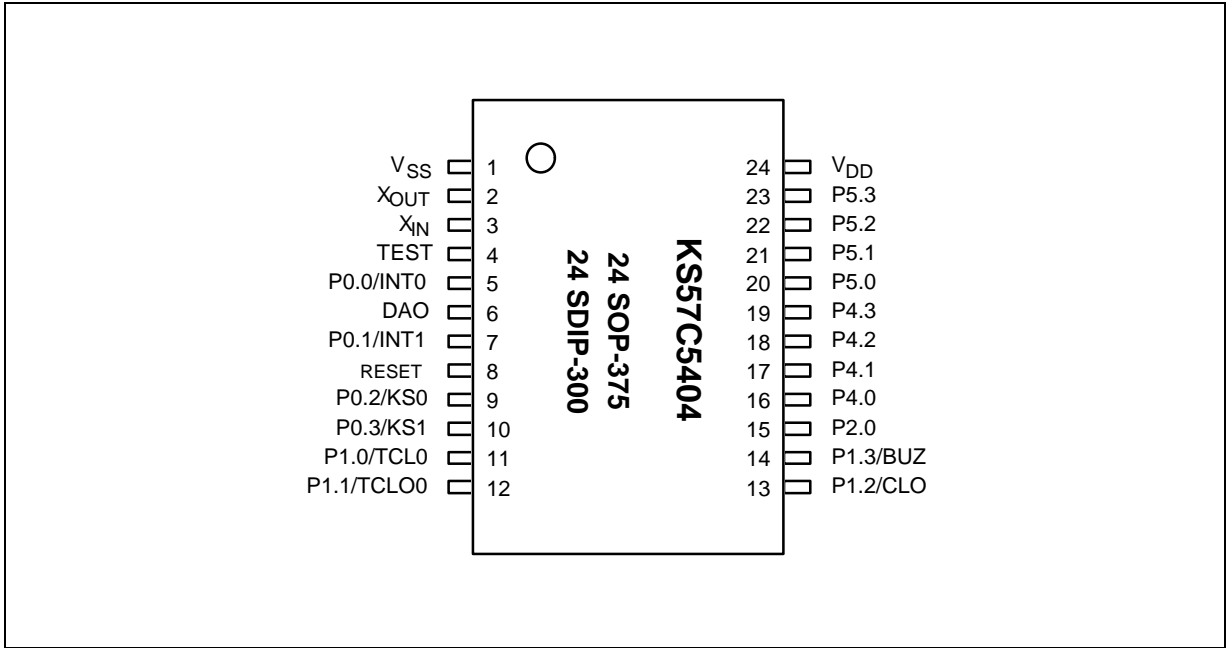 VSS 1 24 VDD
XOUT 2 23 P5.3
XIN 3 22 P5.2
TEST 4 21 P5.1
P0.0/INT0 5 20 P5.0
DAO 6 19 P4.3
P0.1/INT1 7 18 P4.2
RESET 8 17 P4.1
P0.2/KS0 9 16 P4.0
P0.3/KS1 10 15 P2.0
P1.0/TCL0 11 14 P1.3/BUZ
P1.1/TCLO0 12 13 P1.2/CLO
KS57C5404
24 SOP-375
24 SDIP-300